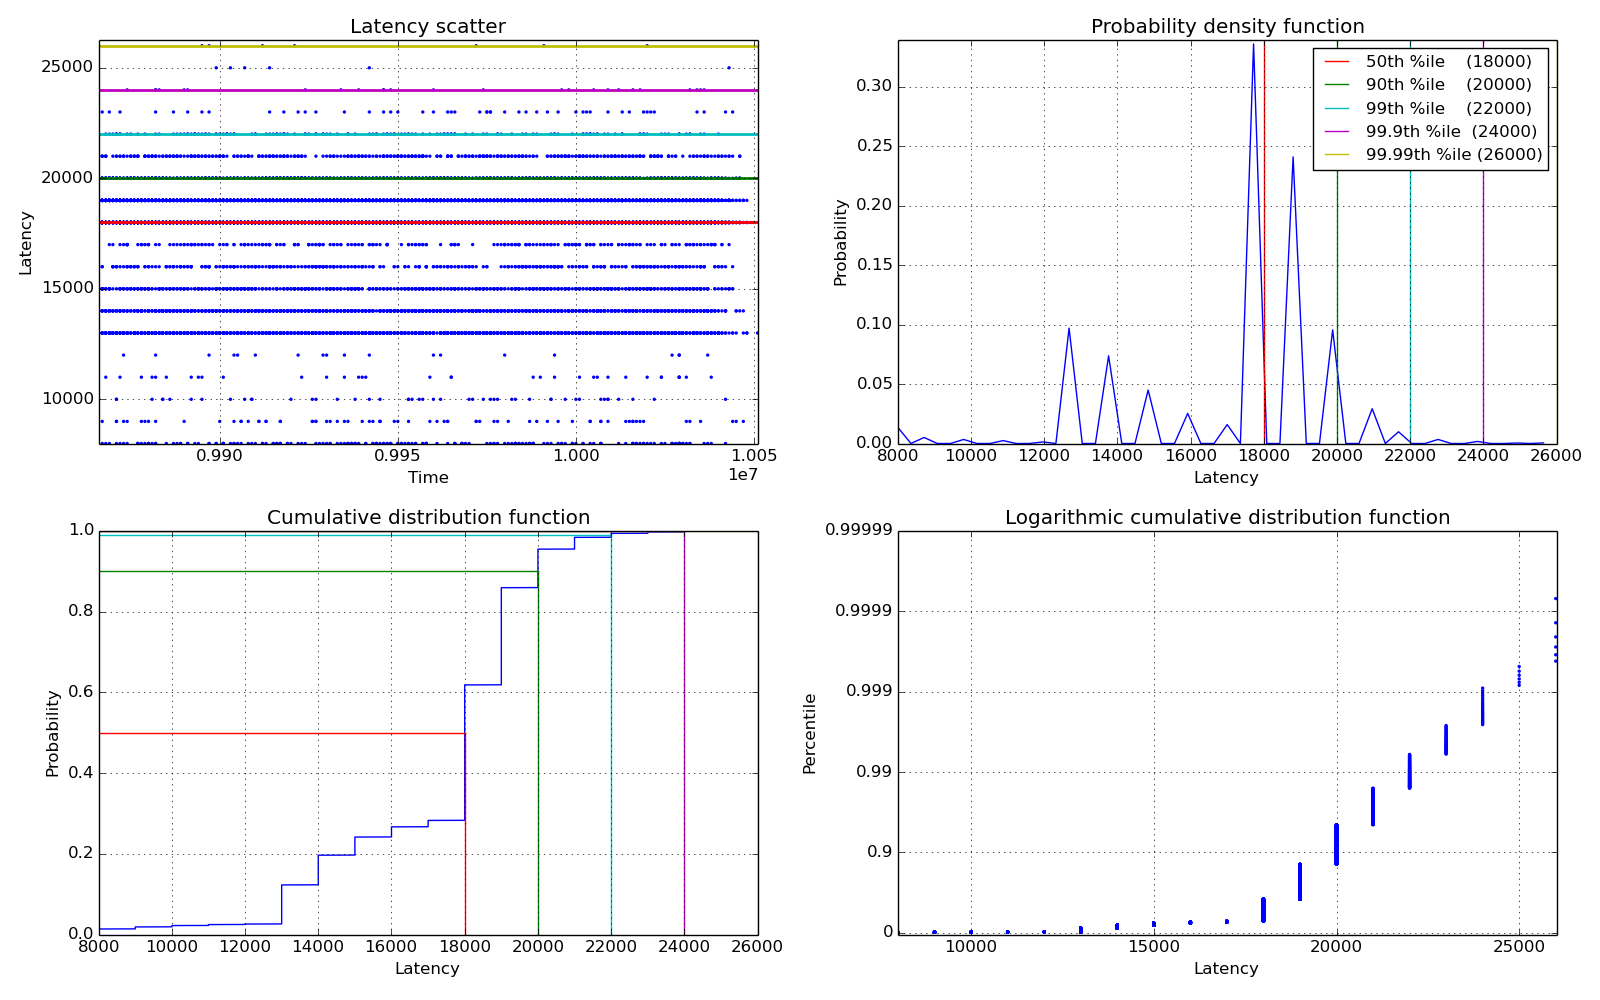 Latency scatter
25000
20000
15000
10000
Latency
0.990 0.995 1.000 1.005
1e7
Time
Probability density function
0.30
0.25
0.20
0.15
0.10
0.05
0.00
Probability
50th %ile (18000)
90th %ile (20000)
99th %ile (22000)
99.9th %ile (24000)
99.99th %ile (26000)
8000 10000 12000 14000 16000 18000 20000 22000 24000 26000
Latency
Cumulative distribution function
1.0
0.8
0.6
0.4
0.2
0.0
Probability
8000 10000 12000 14000 16000 18000 20000 22000 24000 26000
Latency
Logarithmic cumulative distribution function
0.99999
0.9999
0.999
0.99
0.9
0
Percentile
10000 15000 20000 25000
Latency